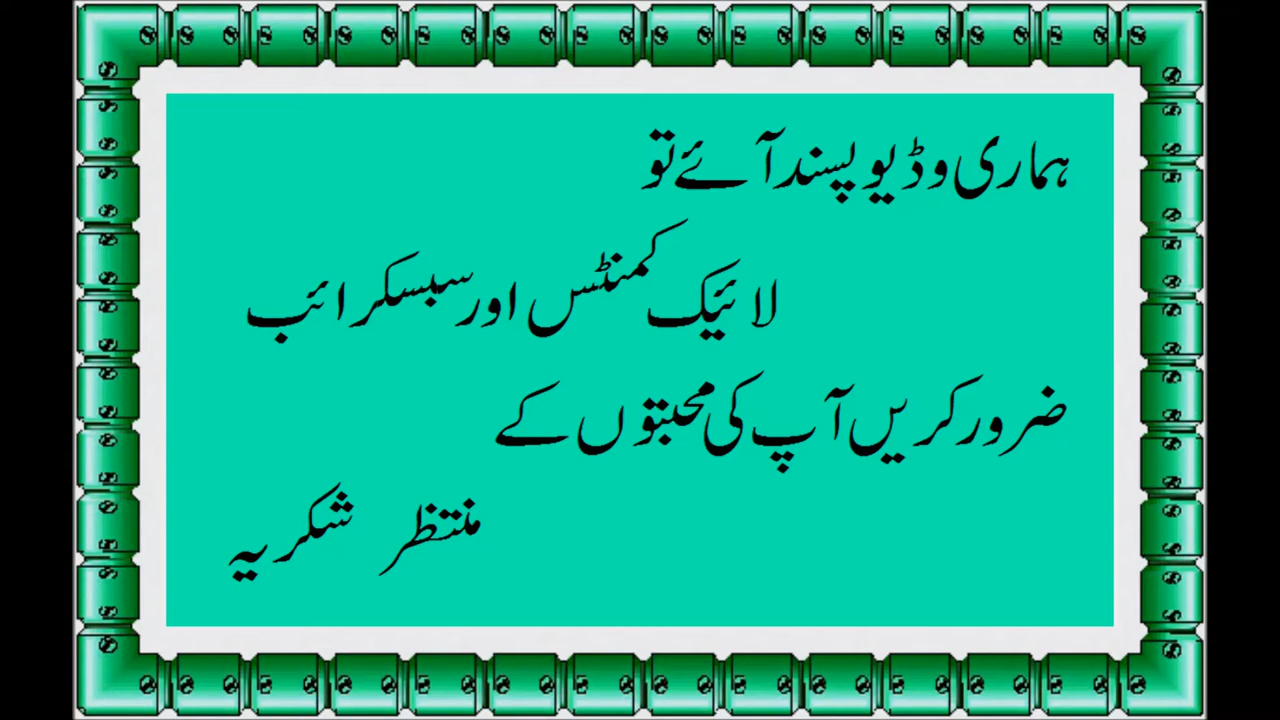 ہماری وڈیو پسند آئے تو
لائیک کمنٹس اور سبسکرائب
ضرور کریں آپ کی محبتوں کے
منتظر شکریہ